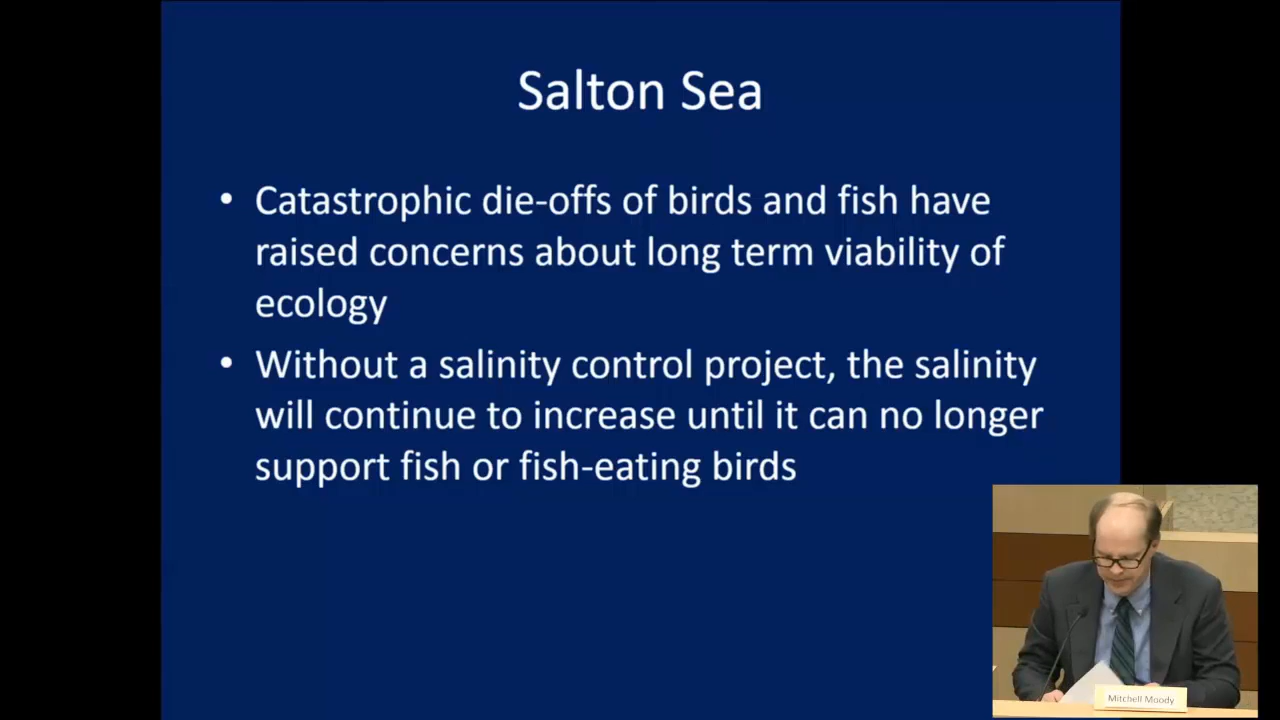 Salton Sea
• Catastrophic die-offs of birds and fish have
raised concerns about long term viability of
ecology
• Without a salinity control project, the salinity
will continue to increase until it can no longer
support fish or fish-eating birds
Mitchell Moody